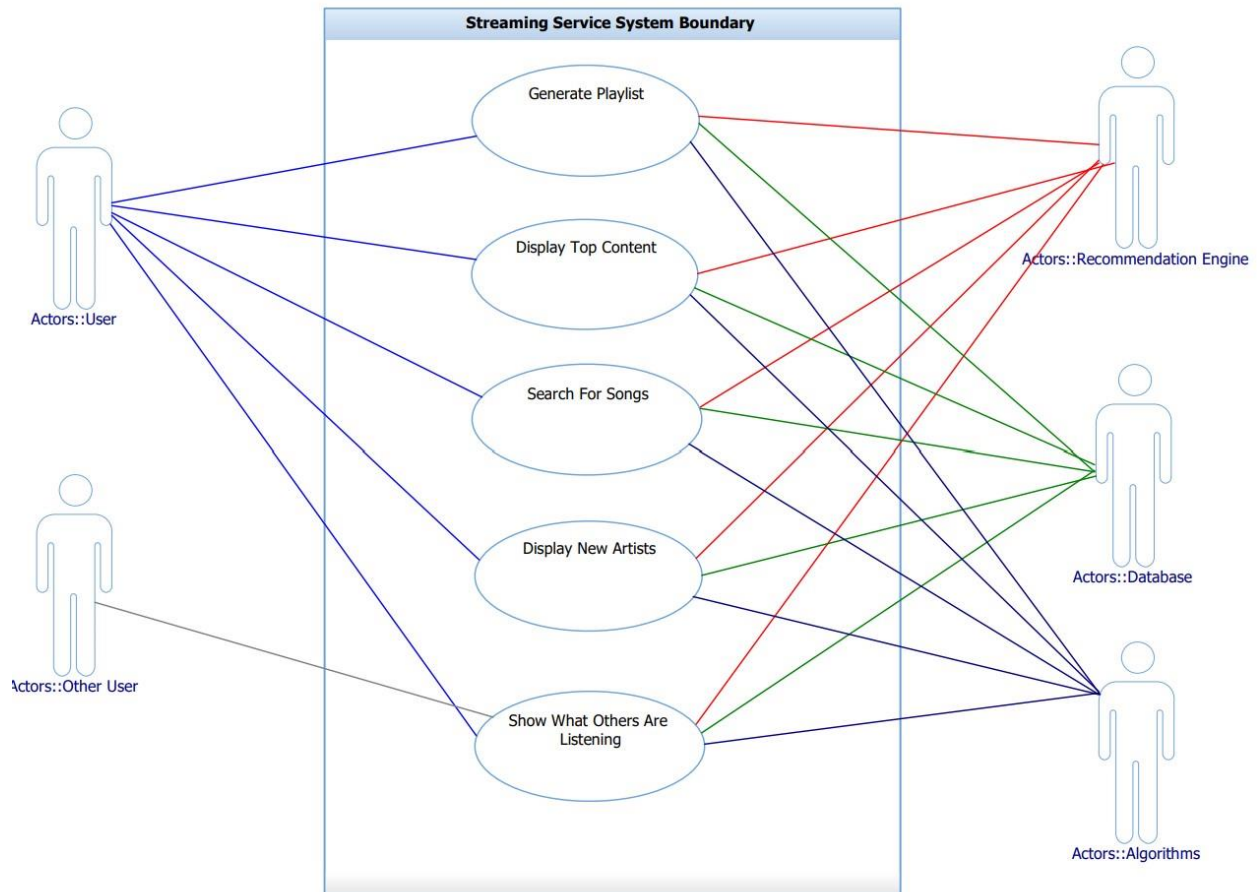 Streaming Service System Boundary
Generate Playlist
Display Top Content
Search For Songs
Display New Artists
Show What Others Are
Listening
Actors::User
Actors::Other User
Actors::Recommendation Engine
Actors::Database
Actors::Algorithms